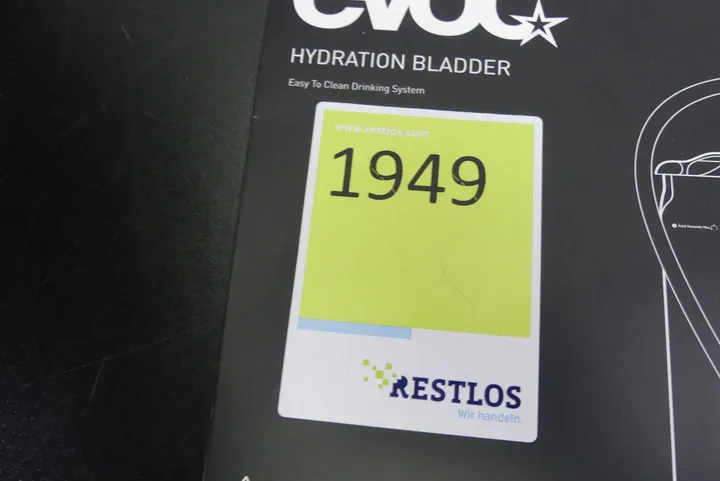 evoc
HYDRATION BLADDER
Easy To Clean Drinking System
www.restlos.com
1949
RESTLOS
Wir handeln.